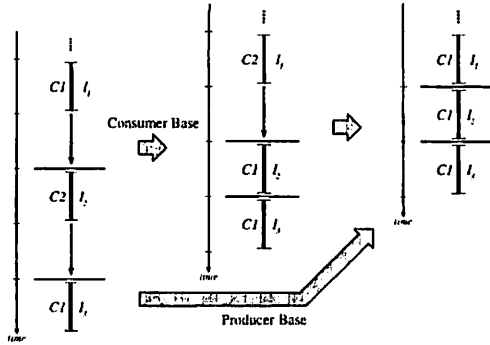 C1 I₁
C2 I₂
C1 I₃
time
Consumer Base
C2 I₁
C1 I₂
C1 I₃
time
C1 I₁
C1 I₂
C1 I₃
time
Producer Base